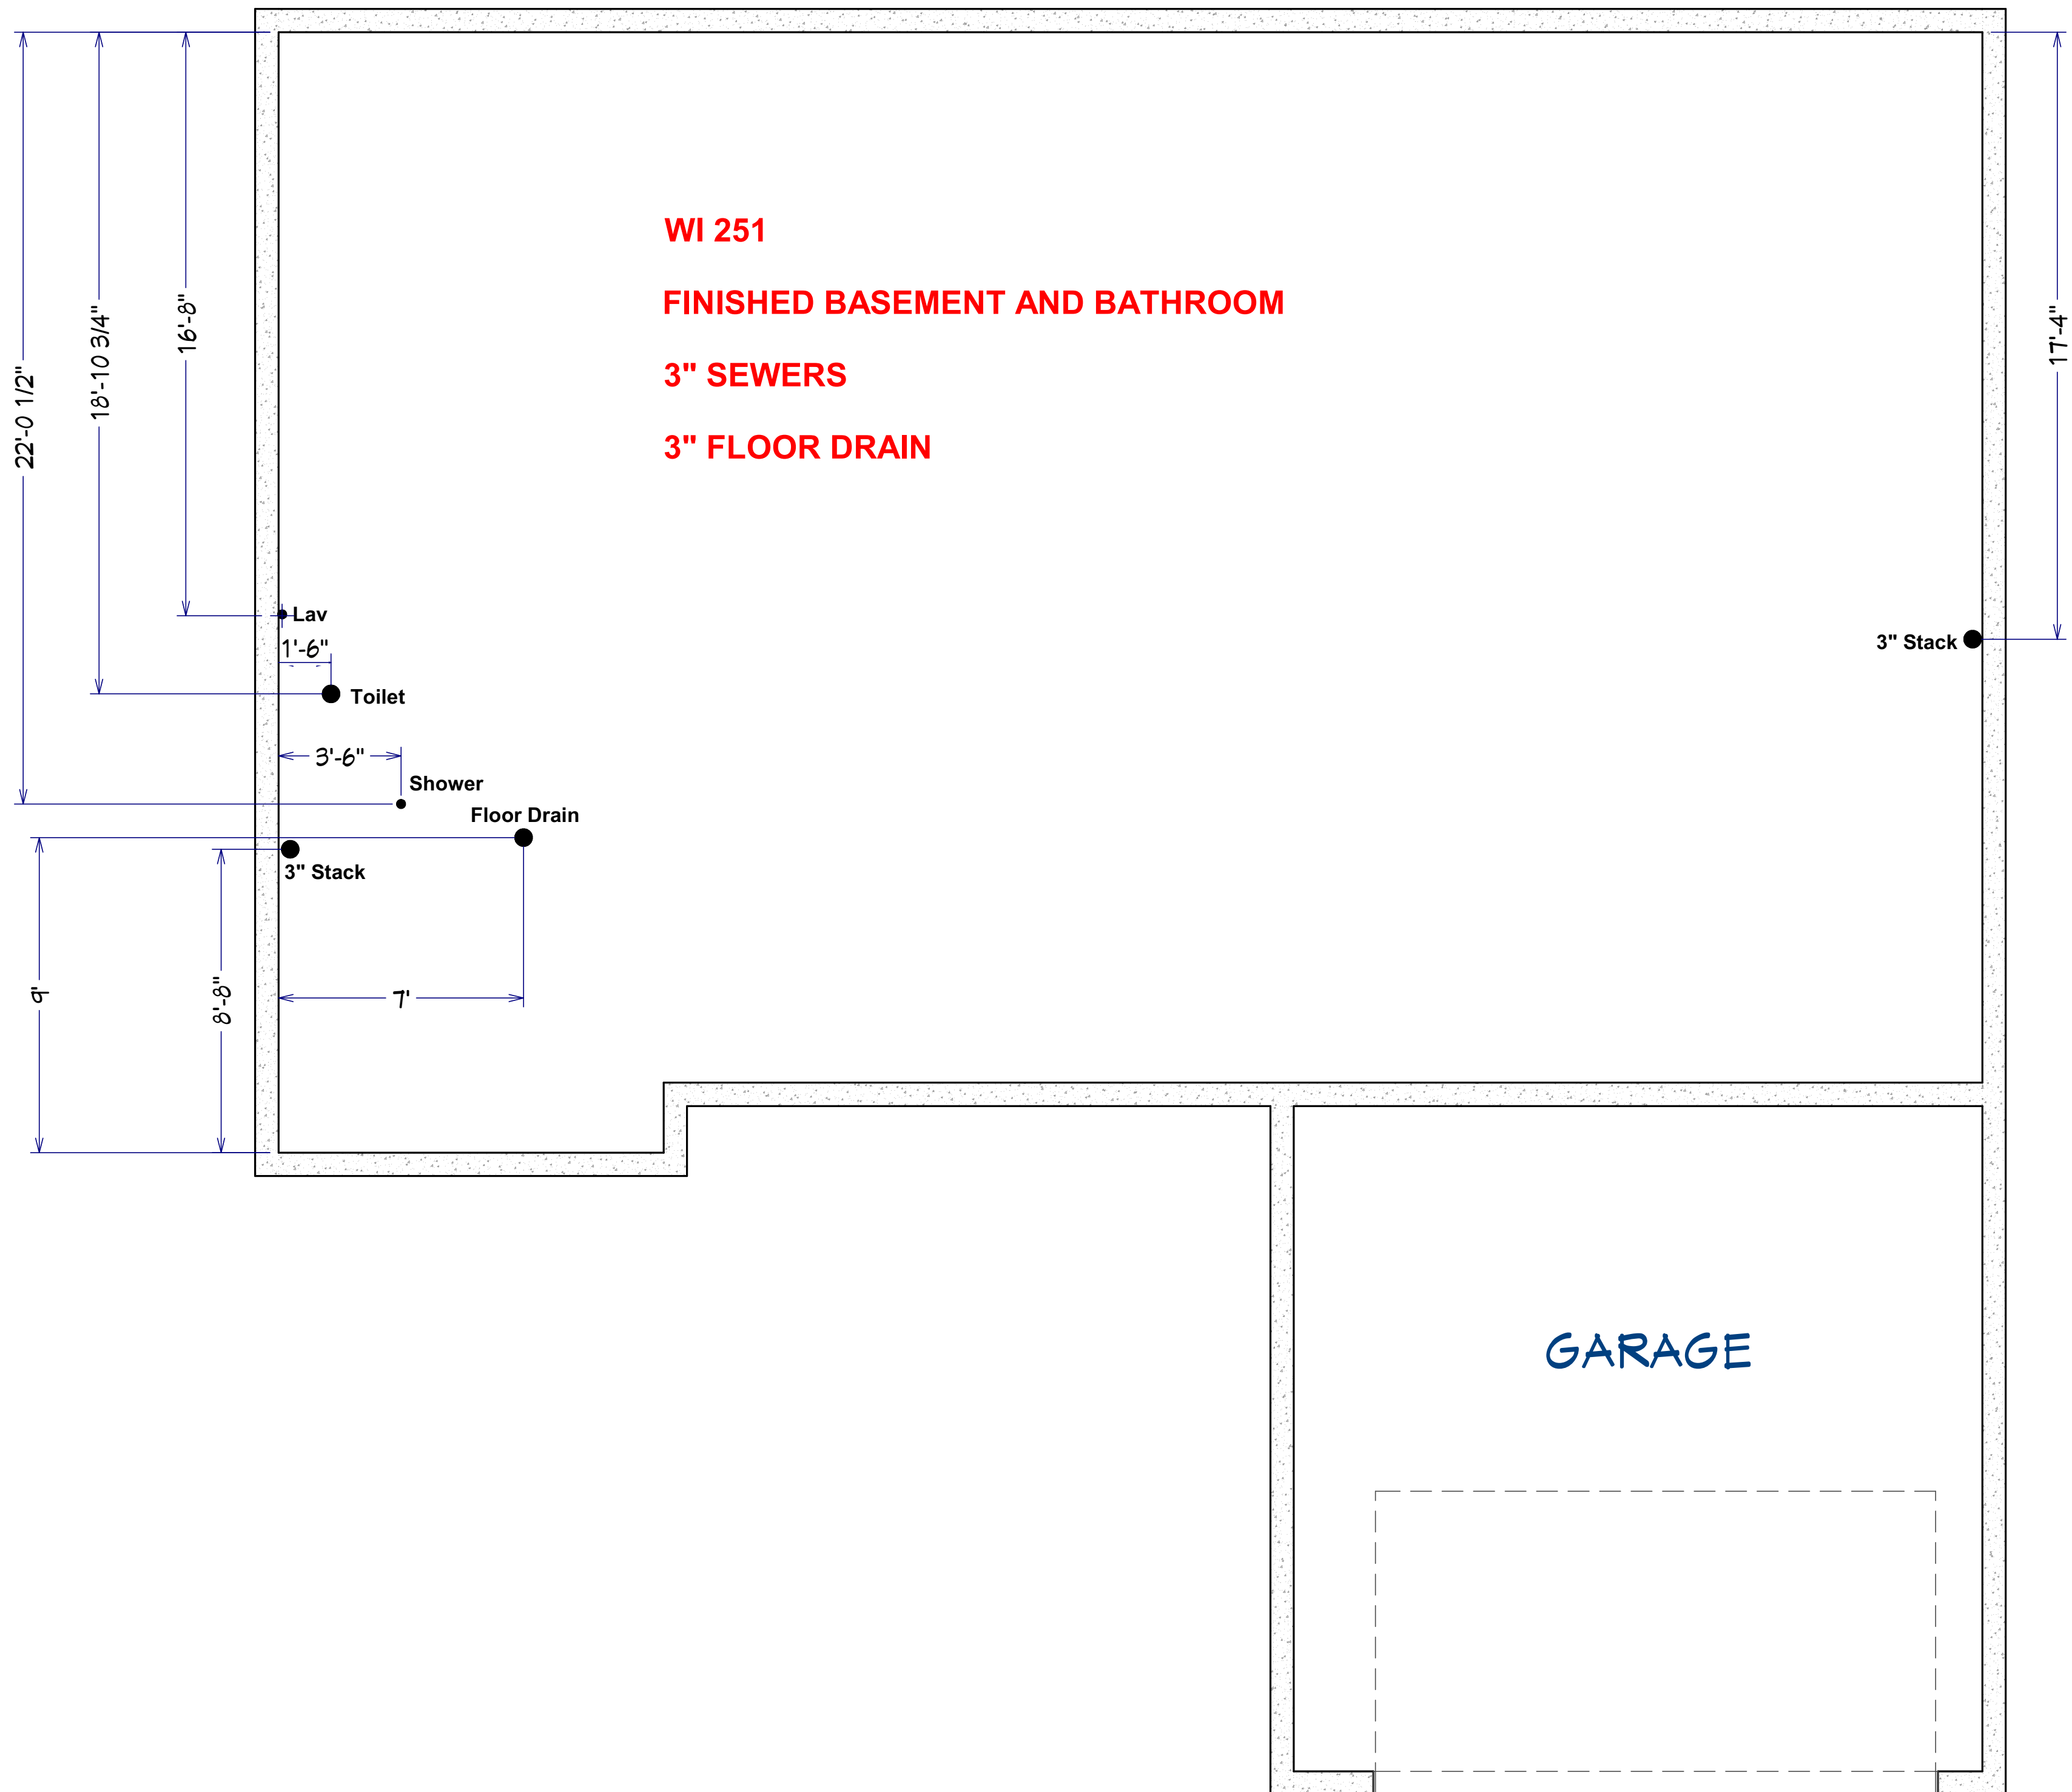 WI 251
FINISHED BASEMENT AND BATHROOM
3" SEWERS
3" FLOOR DRAIN
22'-0 1/2"
18'-10 3/4"
16'-8"
17'-4"
Lav
1'-6"
3" Stack
Toilet
3'-6"
Shower
Floor Drain
3" Stack
9'
8'-8"
7'
GARAGE